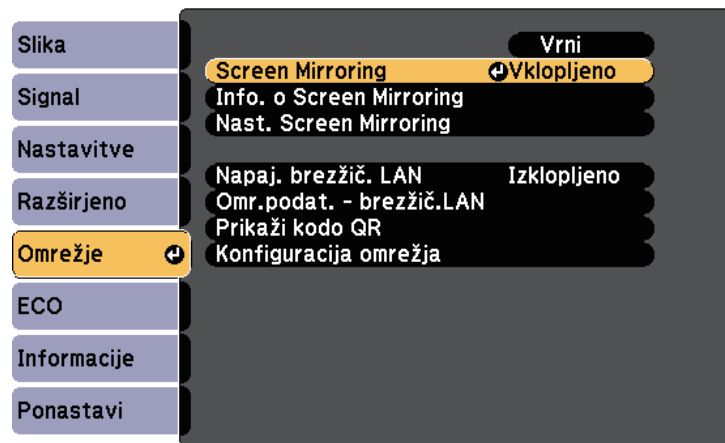 Slika
Signal
Nastavitve
Razširjeno
Omrežje
ECO
Informacije
Ponastavi
Vrni
Screen Mirroring Vklopljeno
Info. o Screen Mirroring
Nast. Screen Mirroring
Napaj. brezžič. LAN Izklopljeno
Omr.podat. - brezžič.LAN
Prikaži kodo QR
Konfiguracija omrežja